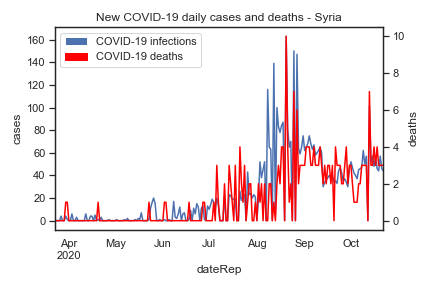 New COVID-19 daily cases and deaths - Syria
COVID-19 infections
COVID-19 deaths
160
140
120
100
80
60
40
20
0
cases
10
8
6
4
2
0
deaths
Apr May Jun Jul Aug Sep Oct
2020
dateRep